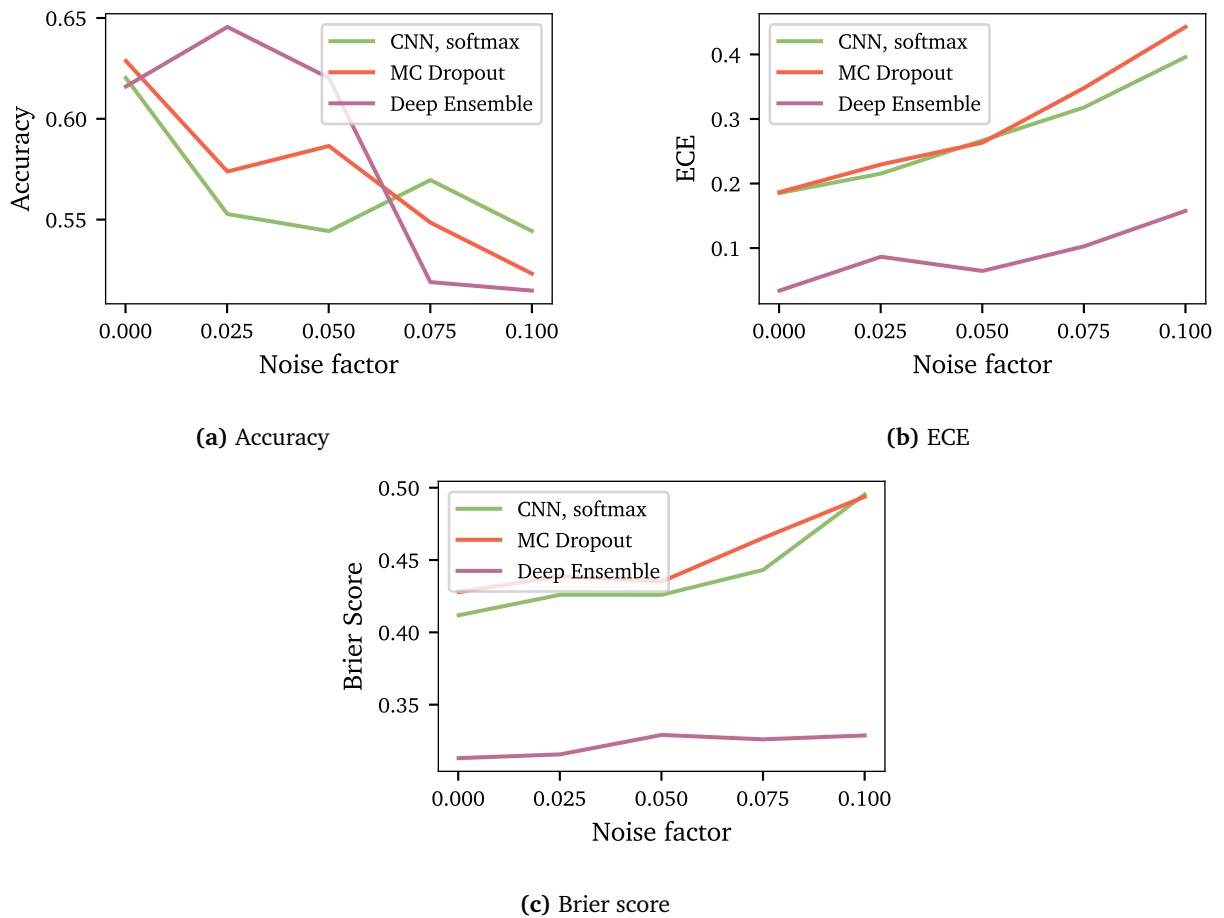 0.65
0.60
0.55
Accuracy
CNN, softmax
MC Dropout
Deep Ensemble
0.000 0.025 0.050 0.075 0.100
Noise factor
(a) Accuracy
0.4
0.3
0.2
0.1
ECE
CNN, softmax
MC Dropout
Deep Ensemble
0.000 0.025 0.050 0.075 0.100
Noise factor
(b) ECE
0.50
0.45
0.40
0.35
Brier Score
CNN, softmax
MC Dropout
Deep Ensemble
0.000 0.025 0.050 0.075 0.100
Noise factor
(c) Brier score